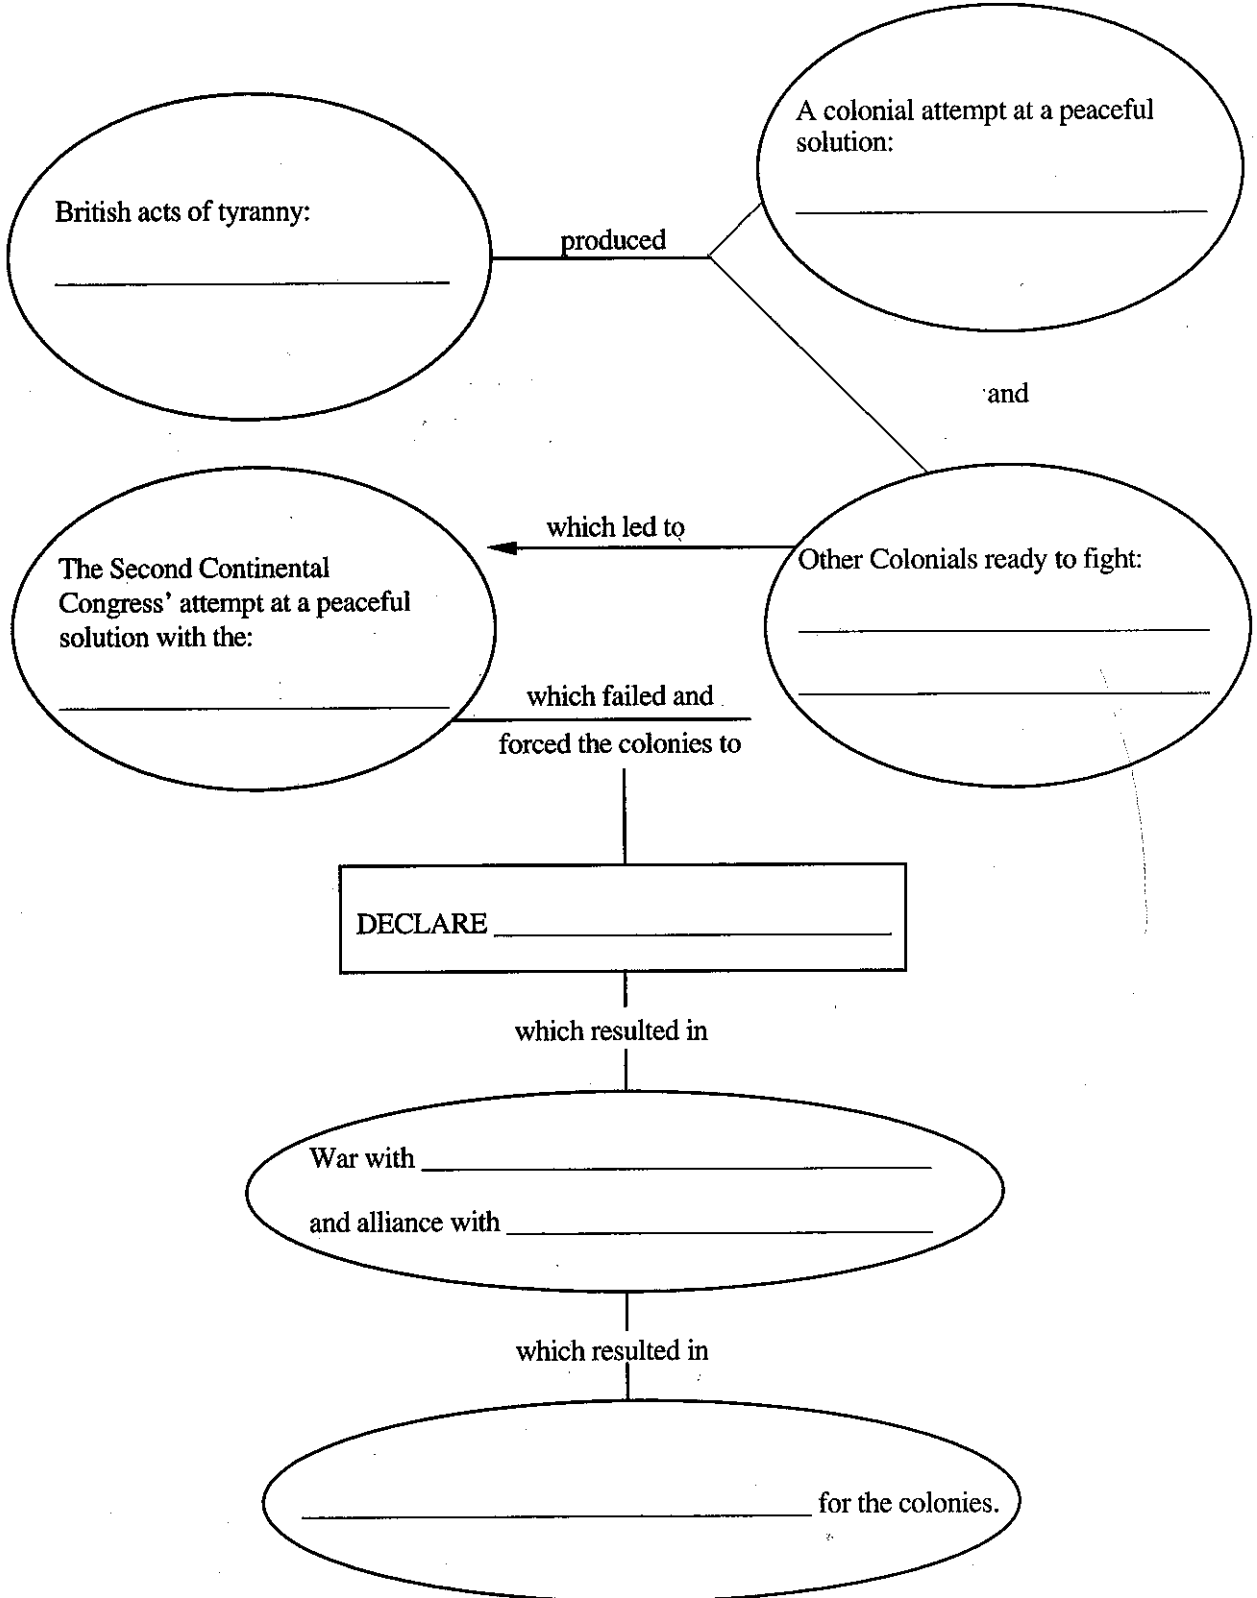 British acts of tyranny:
produced
A colonial attempt at a peaceful
solution:
and
Other Colonials ready to fight:
which led to
The Second Continental
Congress' attempt at a peaceful
solution with the:
which failed and
forced the colonies to
DECLARE
which resulted in
War with
and alliance with
which resulted in
for the colonies.